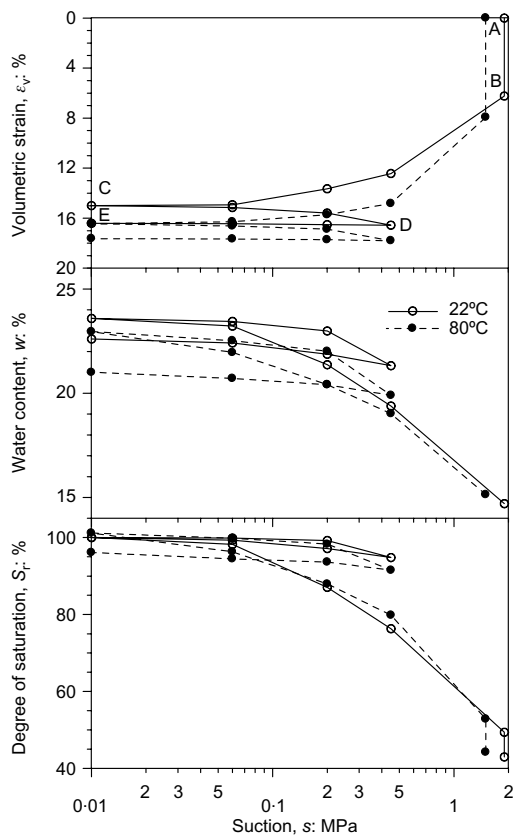 0
4
8
12
16
20
Volumetric strain, εv: %
A
B
C
D
E
25
20
15
Water content, w: %
22ºC
80ºC
100
80
60
40
Degree of saturation, Sr: %
0·01 2 3 5 0·1 2 3 5 1 2
Suction, s: MPa